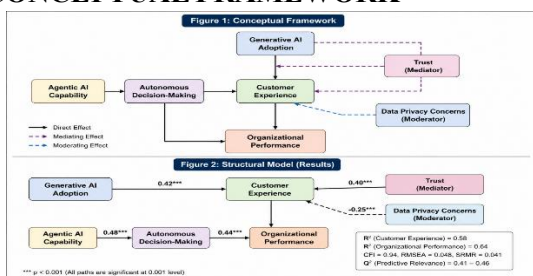 CONCEPTUAL FRAMEWORK
Figure 1: Conceptual Framework
Generative AI
Adoption
Trust
(Mediator)
Agentic AI
Capability
Autonomous
Decision-Making
Customer
Experience
Data Privacy Concerns
(Moderator)
Direct Effect
Mediating Effect
Moderating Effect
Organizational
Performance
Figure 2: Structural Model (Results)
Generative AI
Adoption
0.42***
Customer
Experience
0.40***
Trust
(Mediator)
-0.25***
Data Privacy Concerns
(Moderator)
Agentic AI
Capability
0.48***
Autonomous
Decision-Making
0.44***
Organizational
Performance
R² (Customer Experience) = 0.58
R² (Organizational Performance) = 0.64
CFI = 0.94, RMSEA = 0.048, SRMR = 0.041
Q² (Predictive Relevance) = 0.41 – 0.46
*** p < 0.001 (All paths are significant at 0.001 level)